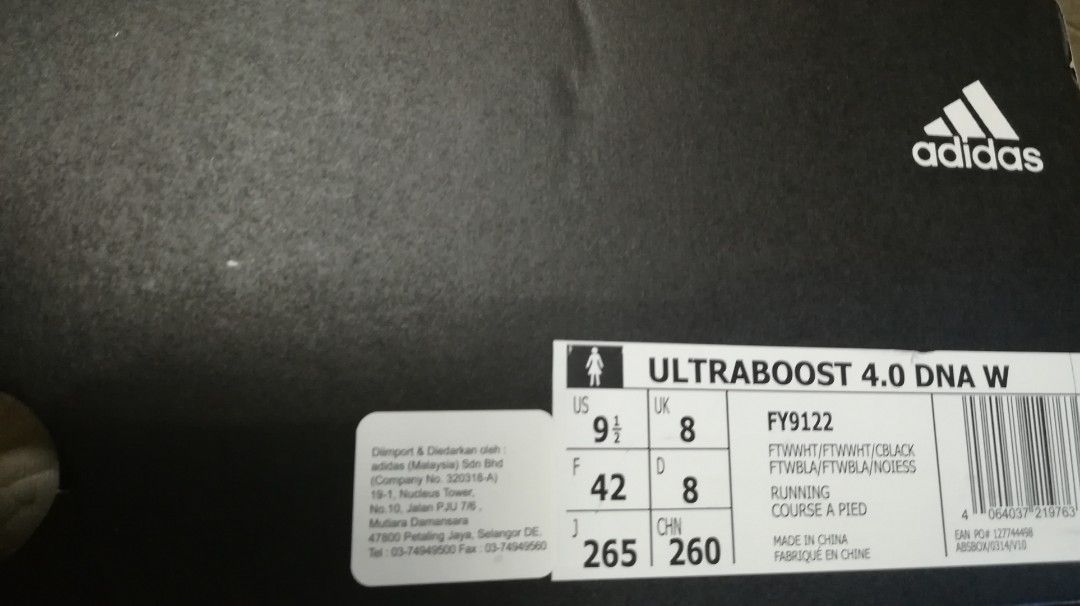 adidas
ULTRABOOST 4.0 DNA W
US 9½ UK 8
F 42 D 8
J 265 CHN 260
FY9122
FTWWHT/FTWWHT/CBLACK
FTWBLA/FTWBLA/NOIESS
RUNNING
COURSE A PIED
MADE IN CHINA
FABRIQUÉ EN CHINE
4 064037 219763
EAN PO# 127744498
ABSBOX/0314/V10
Diimport & Diedarkan oleh :
adidas (Malaysia) Sdn Bhd
(Company No. 320318-A)
19-1, Nucleus Tower,
No.10, Jalan PJU 7/6,
Mutiara Damansara
47800 Petaling Jaya, Selangor DE.
Tel : 03-74949500 Fax : 03-74949560